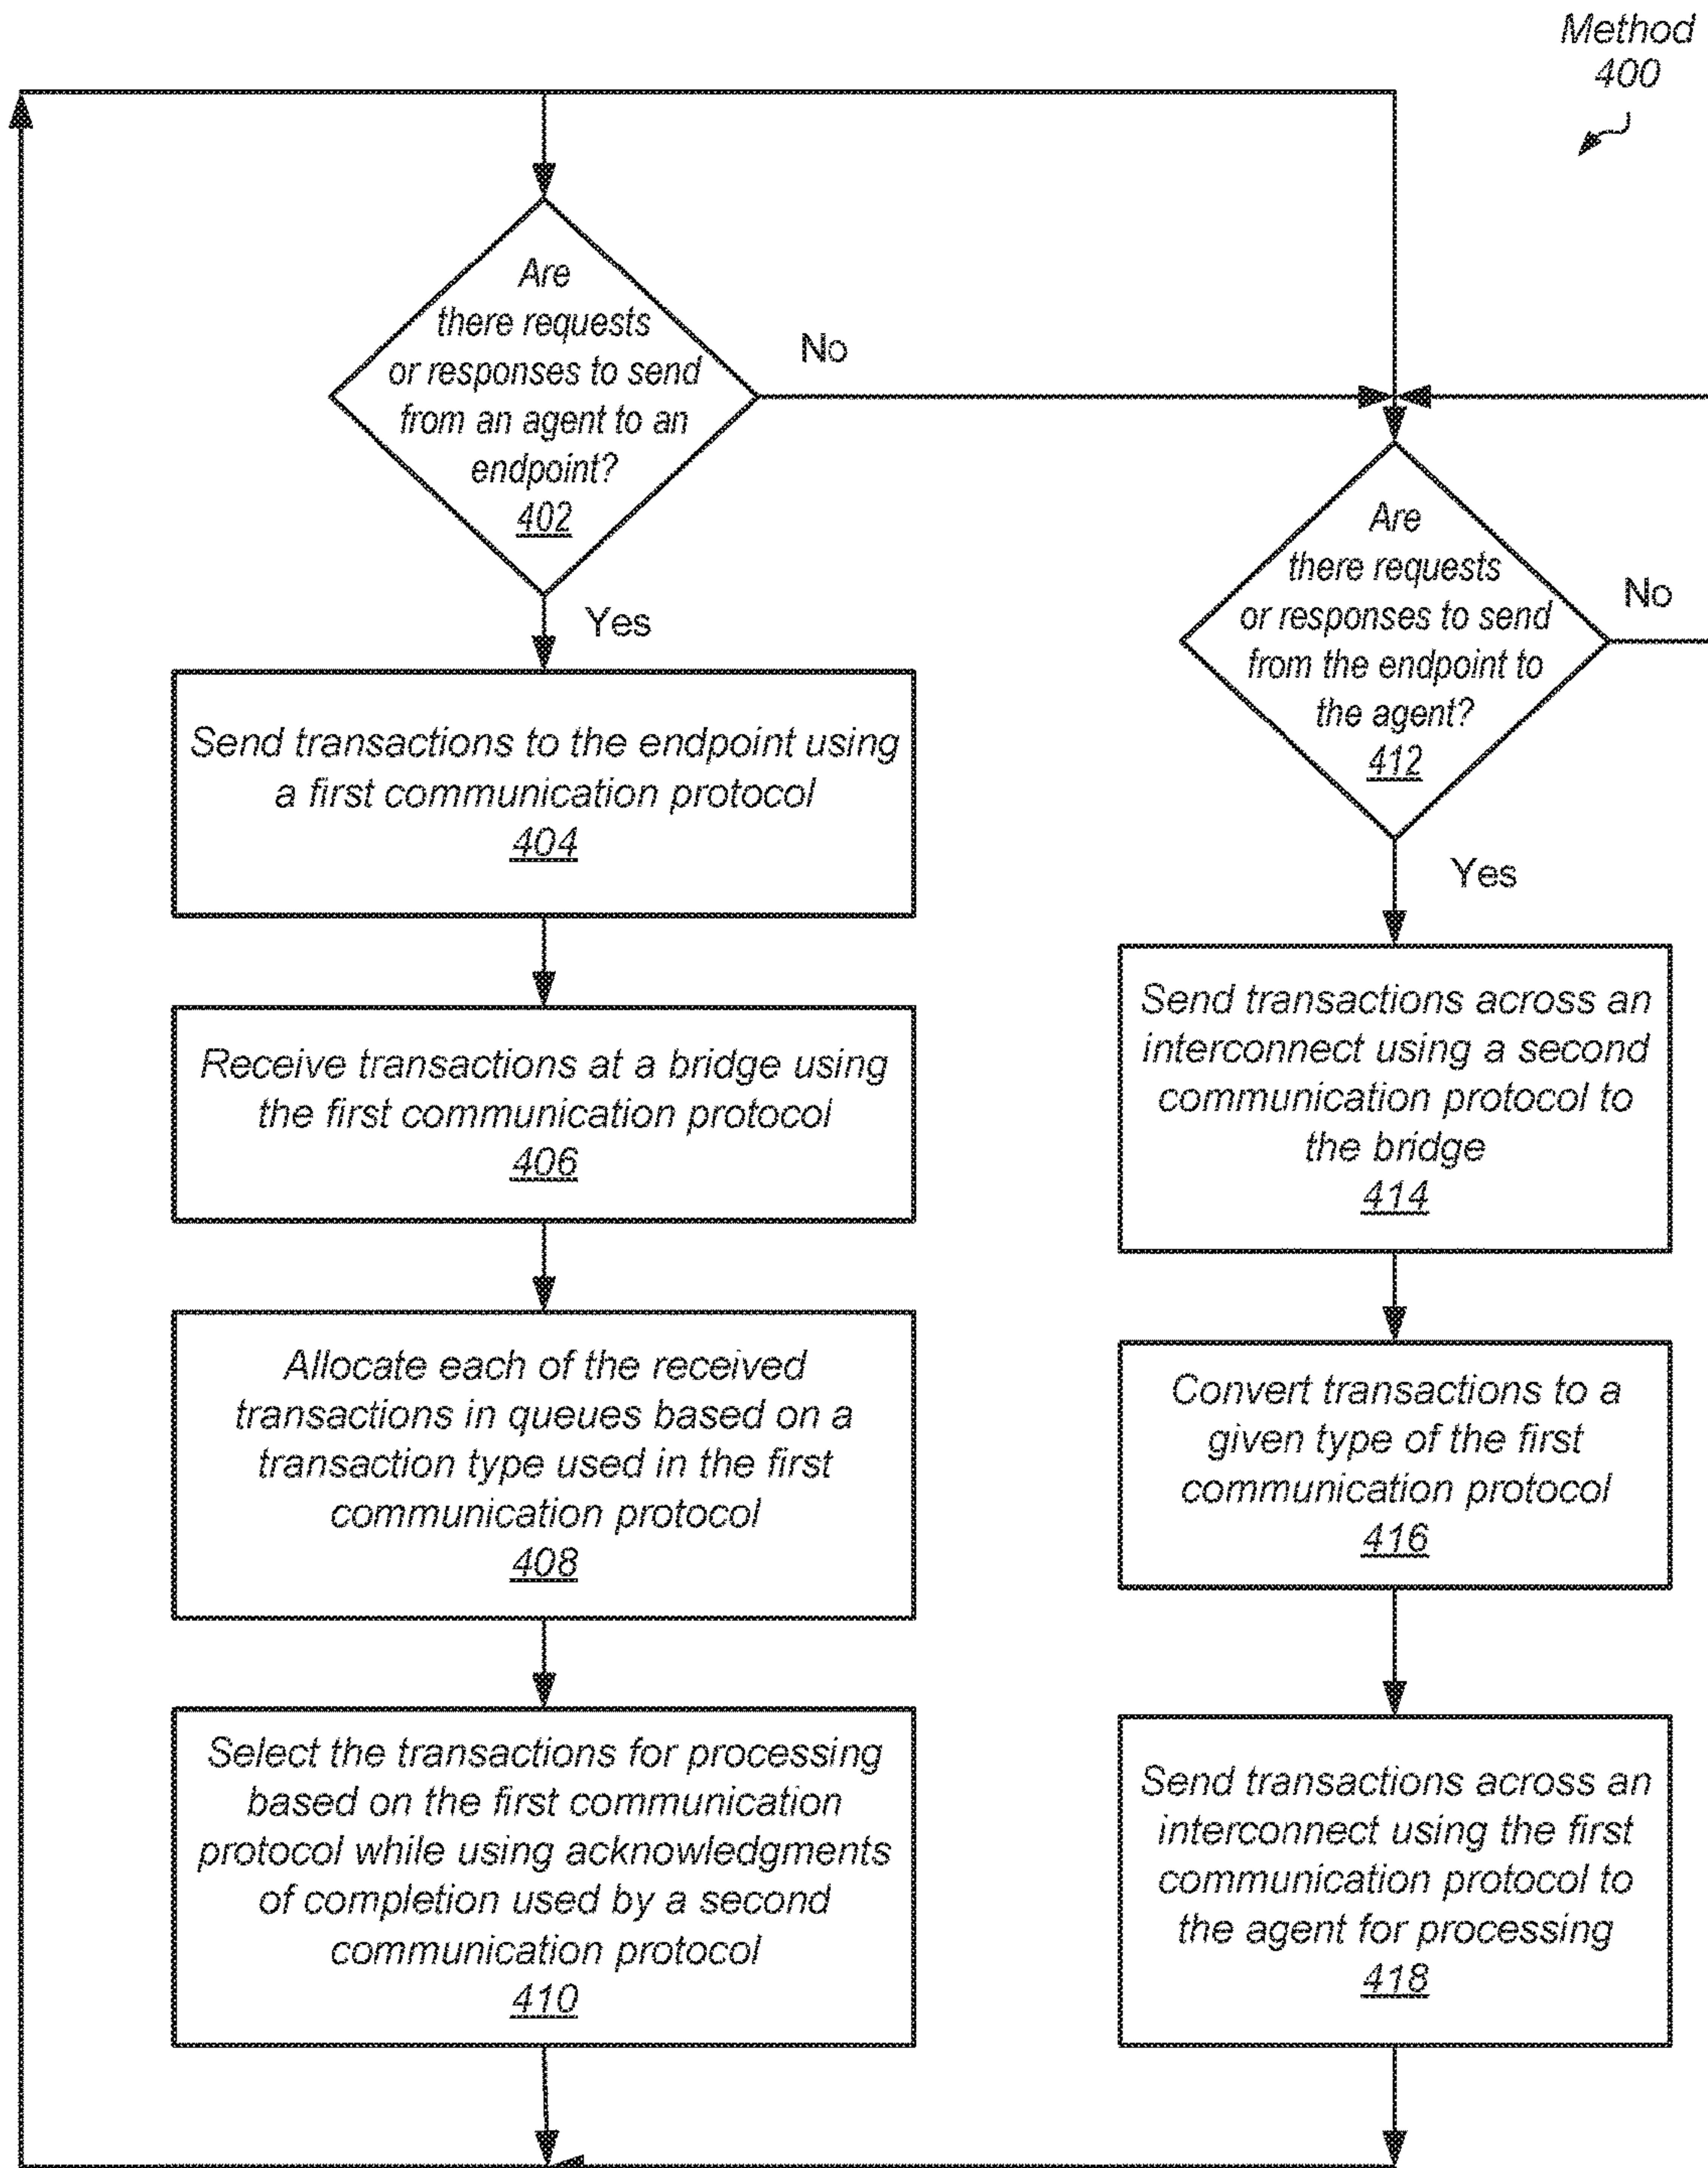 Method
400
Are
there requests
or responses to send
from an agent to an
endpoint?
402
No
Yes
Send transactions to the endpoint using
a first communication protocol
404
Receive transactions at a bridge using
the first communication protocol
406
Allocate each of the received
transactions in queues based on a
transaction type used in the first
communication protocol
408
Select the transactions for processing
based on the first communication
protocol while using acknowledgments
of completion used by a second
communication protocol
410
Are
there requests
or responses to send
from the endpoint to
the agent?
412
No
Yes
Send transactions across an
interconnect using a second
communication protocol to
the bridge
414
Convert transactions to a
given type of the first
communication protocol
416
Send transactions across an
interconnect using the first
communication protocol to
the agent for processing
418